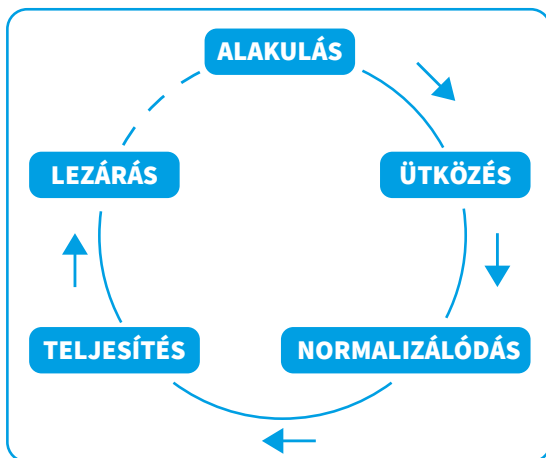 ALAKULÁS
ÜTKÖZÉS
NORMALIZÁLÓDÁS
TELJESÍTÉS
LEZÁRÁS